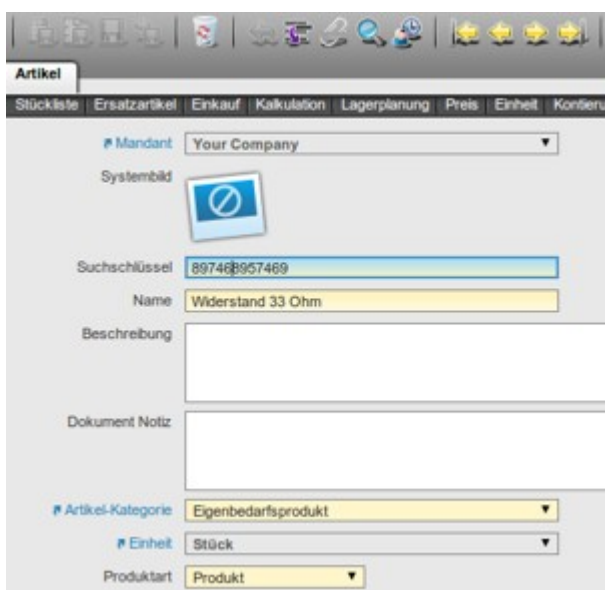 Artikel
Stückliste Ersatzartikel Einkauf Kalkulation Lagerplanung Preis Einheit
Mandant Your Company
Systembild
Suchschlüssel 897468957469
Name Widerstand 33 Ohm
Beschreibung
Dokument Notiz
Artikel-Kategorie Eigenbedarfsprodukt
Einheit Stück
Produktart Produkt